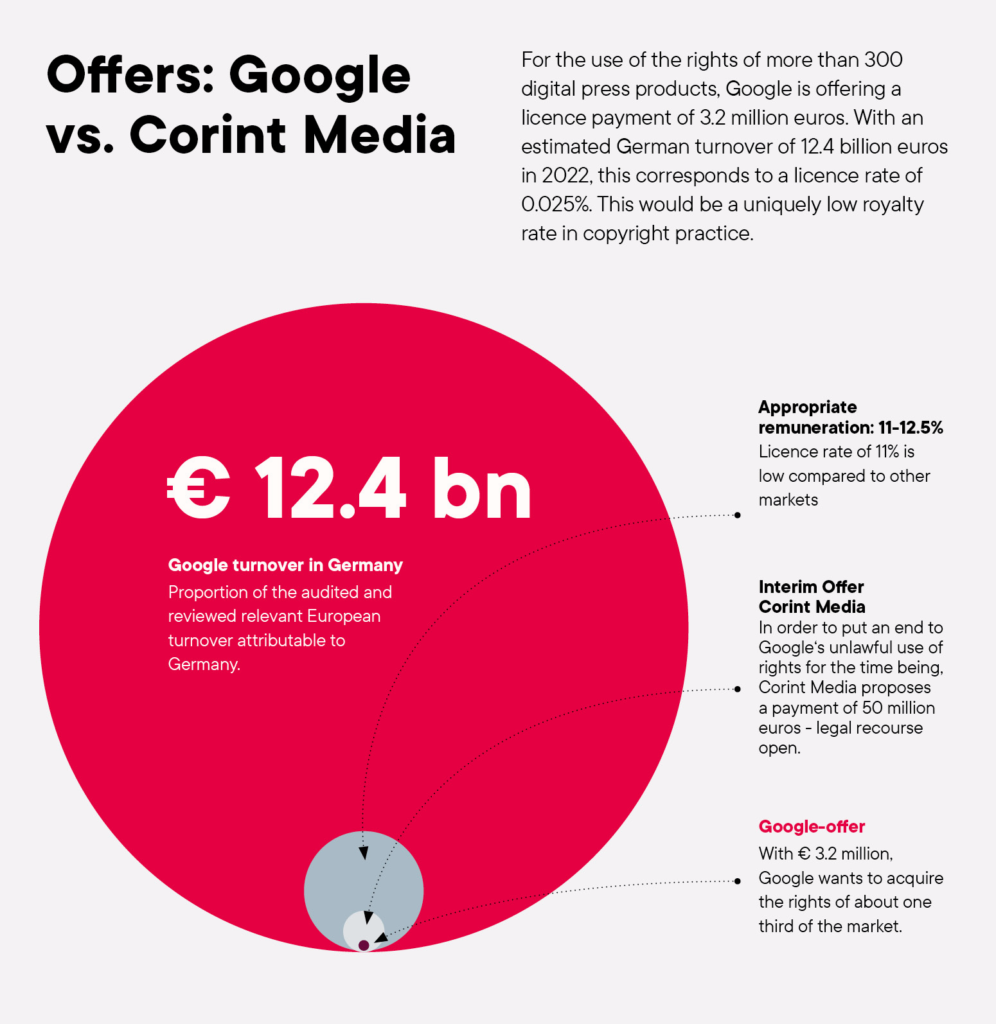 Offers: Google
vs. Corint Media
For the use of the rights of more than 300
digital press products, Google is offering a
licence payment of 3.2 million euros. With an
estimated German turnover of 12.4 billion euros
in 2022, this corresponds to a licence rate of
0.025%. This would be a uniquely low royalty
rate in copyright practice.
€ 12.4 bn
Google turnover in Germany
Proportion of the audited and
reviewed relevant European
turnover attributable to
Germany.
Appropriate
remuneration: 11-12.5%
Licence rate of 11% is
low compared to other
markets
Interim Offer
Corint Media
In order to put an end to
Google‘s unlawful use of
rights for the time being,
Corint Media proposes
a payment of 50 million
euros - legal recourse
open.
Google-offer
With € 3.2 million,
Google wants to acquire
the rights of about one
third of the market.